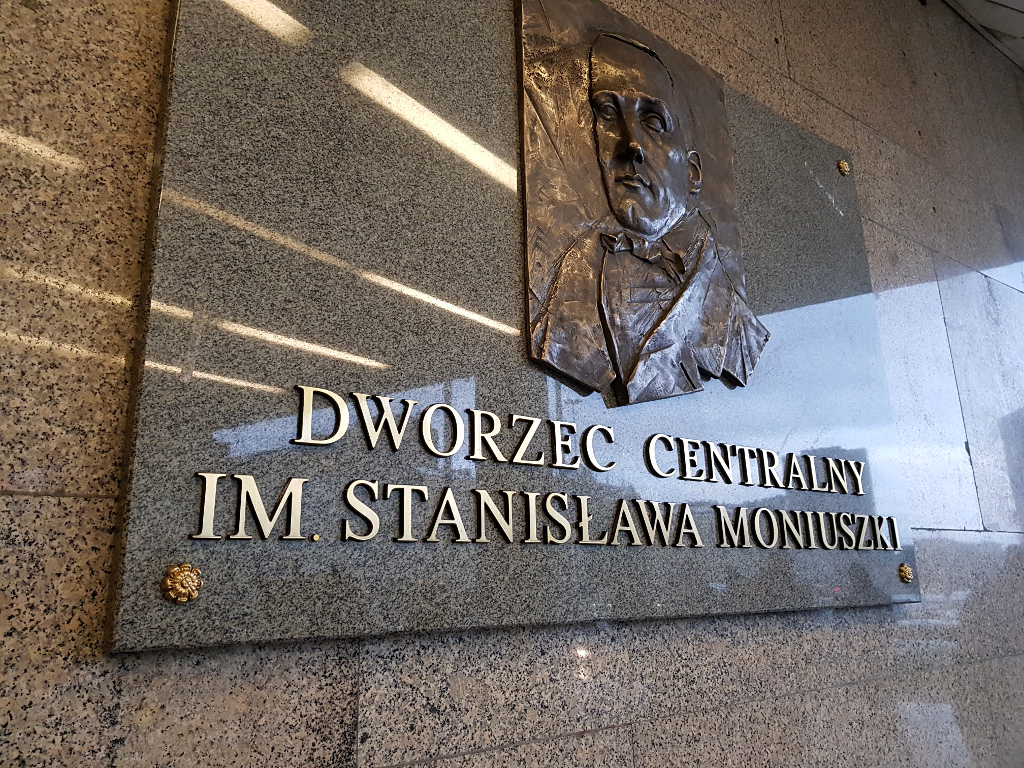 DWORZEC CENTRALNY
IM. STANISŁAWA MONIUSZKI